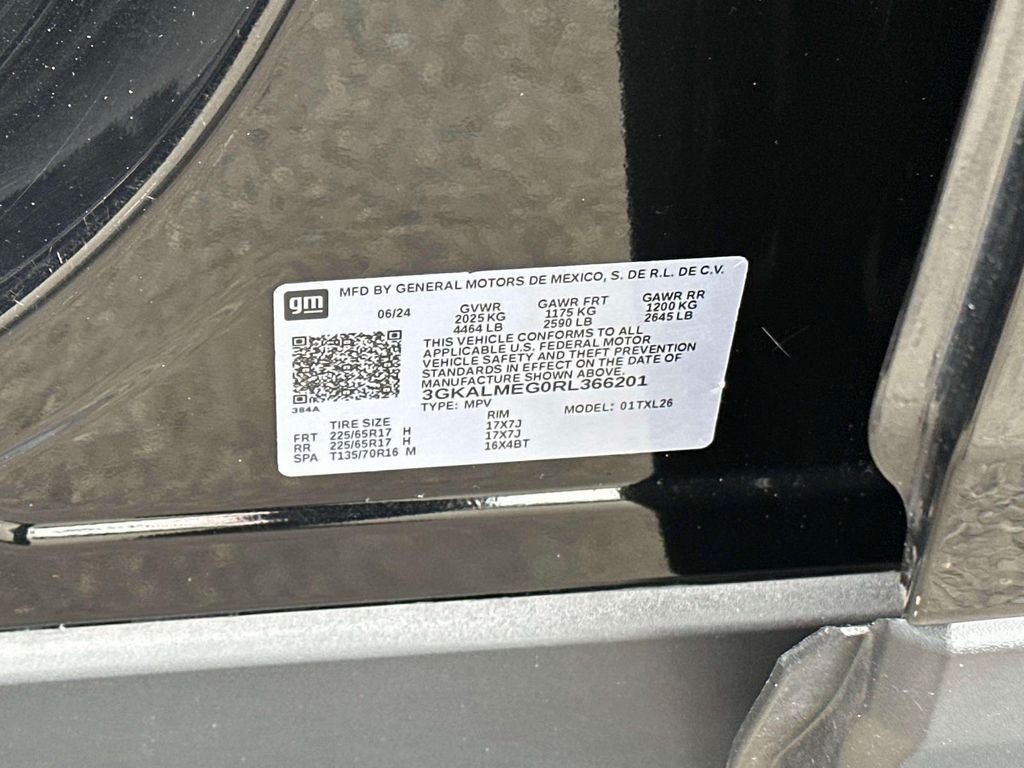 gm MFD BY GENERAL MOTORS DE MEXICO, S. DE R.L. DE C.V.
06/24 GVWR GAWR FRT GAWR RR
2025 KG 1175 KG 1200 KG
4464 LB 2590 LB 2645 LB
THIS VEHICLE CONFORMS TO ALL
APPLICABLE U.S. FEDERAL MOTOR
VEHICLE SAFETY AND THEFT PREVENTION
STANDARDS IN EFFECT ON THE DATE OF
MANUFACTURE SHOWN ABOVE.
3GKALMEG0RL366201
384A
TYPE: MPV MODEL: 01TXL26
TIRE SIZE RIM
FRT 225/65R17 H 17X7J
RR 225/65R17 H 17X7J
SPA T135/70R16 M 16X4BT